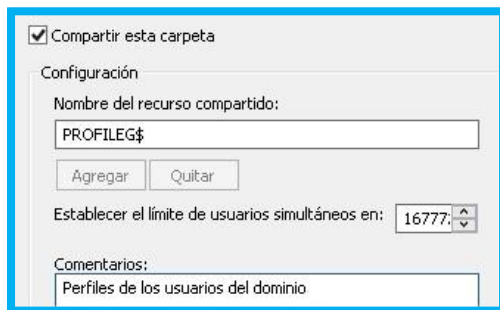 Compartir esta carpeta
Configuración
Nombre del recurso compartido:
PROFILEG$
Agregar Quitar
Establecer el límite de usuarios simultáneos en: 16777:
Comentarios:
Perfiles de los usuarios del dominio